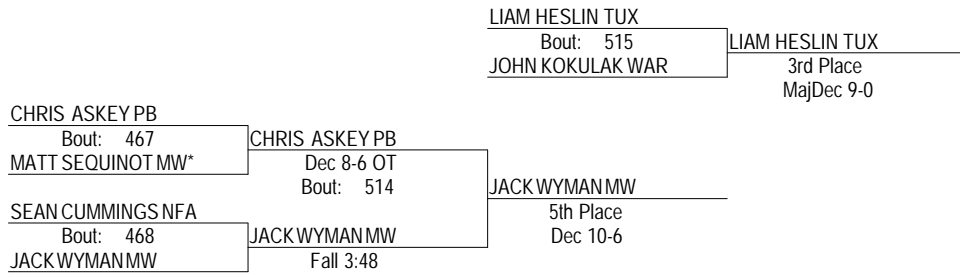 LIAM HESLIN TUX
Bout: 515
LIAM HESLIN TUX
JOHN KOKULAK WAR
3rd Place
MajDec 9-0
CHRIS ASKEY PB
Bout: 467
CHRIS ASKEY PB
MATT SEQUINOT MW*
Dec 8-6 OT
Bout: 514
JACK WYMAN MW
SEAN CUMMINGS NFA
5th Place
Bout: 468
JACK WYMAN MW
Dec 10-6
JACK WYMAN MW
Fall 3:48